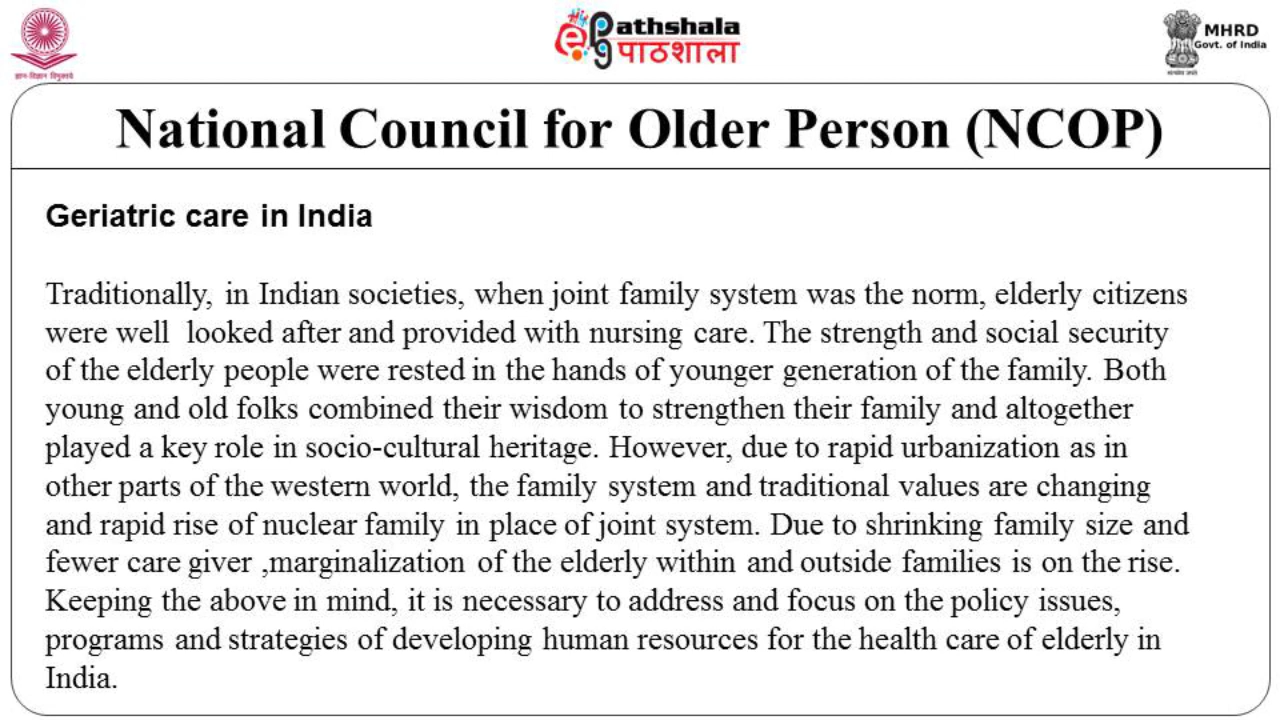 ज्ञान-विज्ञान विमुक्तये
ePathshala
पाठशाला
MHRD
Govt. of India
सत्यमेव जयते
National Council for Older Person (NCOP)
Geriatric care in India
Traditionally, in Indian societies, when joint family system was the norm, elderly citizens
were well looked after and provided with nursing care. The strength and social security
of the elderly people were rested in the hands of younger generation of the family. Both
young and old folks combined their wisdom to strengthen their family and altogether
played a key role in socio-cultural heritage. However, due to rapid urbanization as in
other parts of the western world, the family system and traditional values are changing
and rapid rise of nuclear family in place of joint system. Due to shrinking family size and
fewer care giver ,marginalization of the elderly within and outside families is on the rise.
Keeping the above in mind, it is necessary to address and focus on the policy issues,
programs and strategies of developing human resources for the health care of elderly in
India.